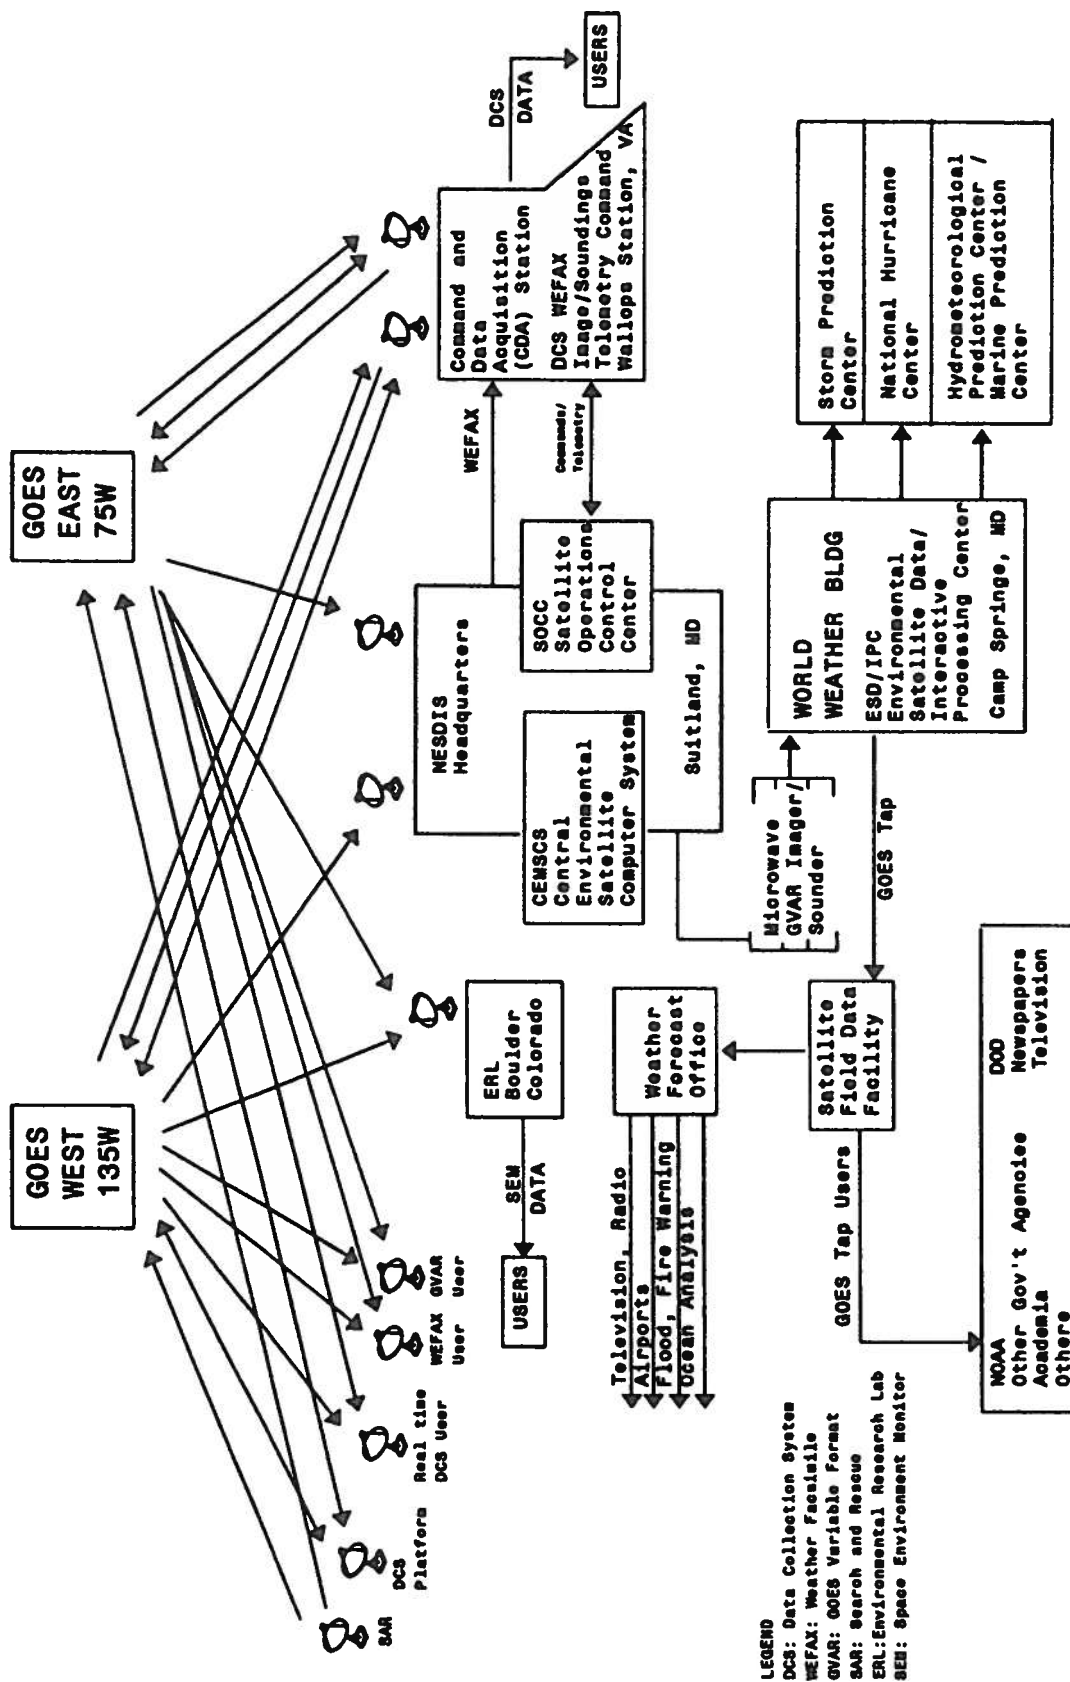 GOES
WEST
135W
GOES
EAST
75W
SAR
DCS
Platform
Real time
DCS User
WEFAX
User
GVAR
User
ERL
Boulder
Colorado
SEM
DATA
USERS
NESDIS
Headquarters
CEMSCS
Central
Environmental
Satellite
Computer System
SOCC
Satellite
Operations
Control
Center
Suitland, MD
WEFAX
Commands/
Telemetry
Command and
Data
Acquisition
(CDA) Station
DCS WEFAX
Image/Soundings
Telemetry Command
Wallops Station, VA
DCS
DATA
USERS
Television, Radio
Airports
Flood, Fire Warning
Ocean Analysis
Weather
Forecast
Office
Microwave
GVAR Imager/
Sounder
WORLD
WEATHER BLDG
ESD/IPC
Environmental
Satellite Data/
Interactive
Processing Center
Camp Springe, MD
Storm Prediction
Center
National Hurricane
Center
Hydrometeorological
Prediction Center /
Marine Prediction
Center
GOES Tap
Satellite
Field Data
Facility
GOES Tap Users
NOAA
Other Gov't Agenoiee
Aoademia
Othere
DOD
Newspapers
Television
LEGEND
DCS: Data Collection System
WEFAX: Weather Facsimile
GVAR: GOES Variable Format
SAR: Search and Rescue
ERL:Environmental Research Lab
SEM: Space Environment Monitor